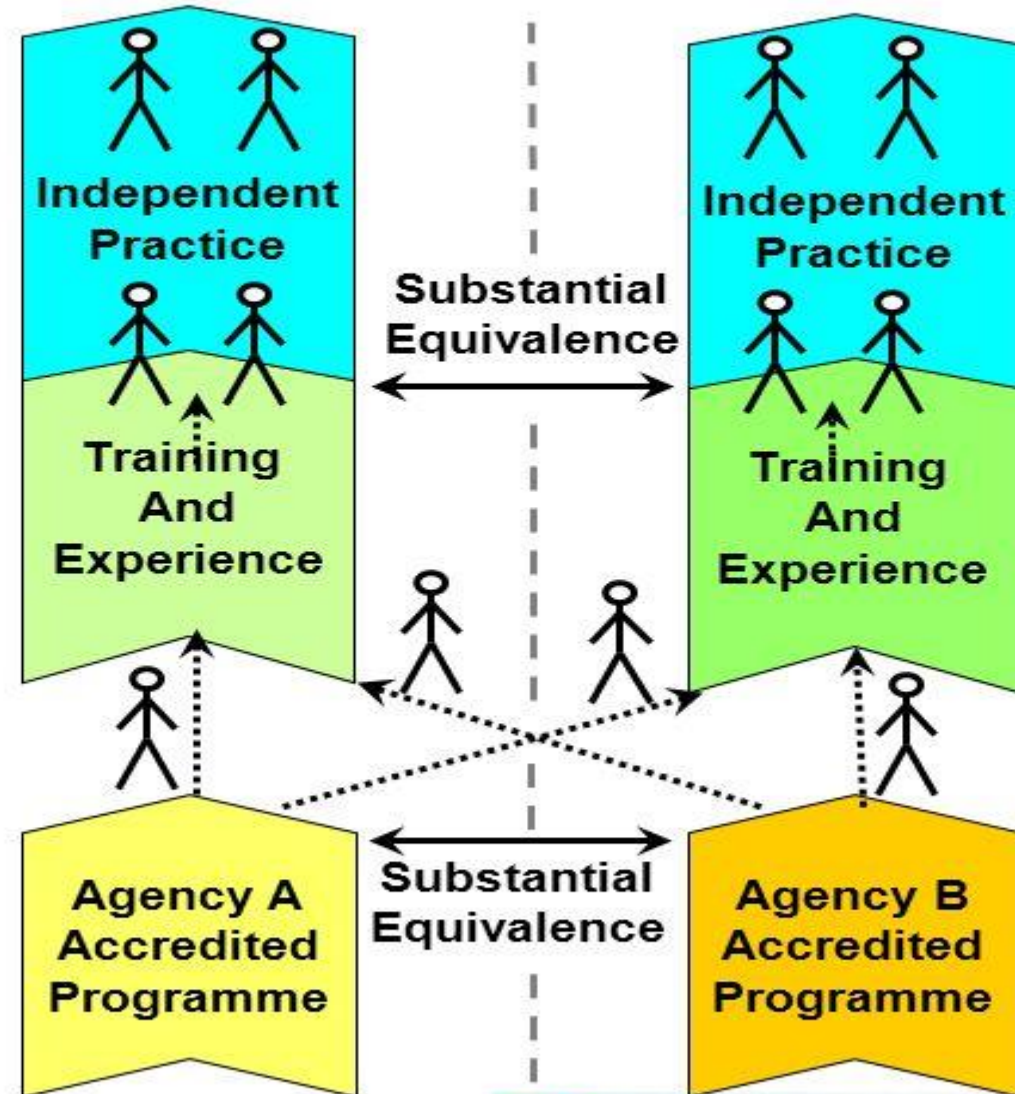 Independent
Practice
Independent
Practice
Substantial
Equivalence
Training
And
Experience
Training
And
Experience
Agency A
Accredited
Programme
Substantial
Equivalence
Agency B
Accredited
Programme